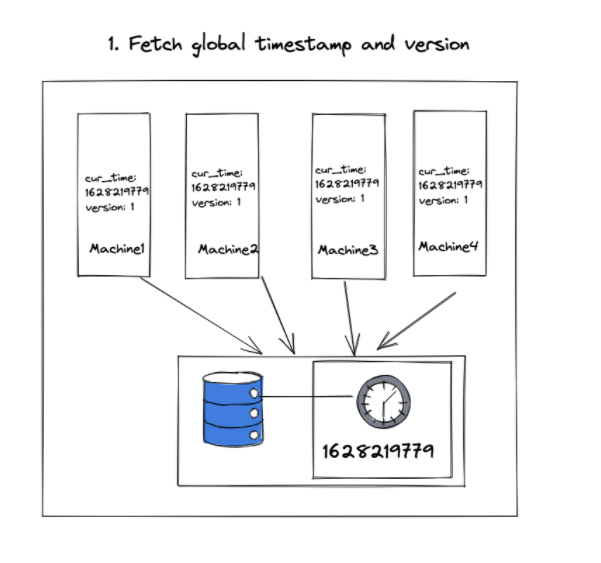 1. Fetch global timestamp and version
cur_time:
1628219779
version: 1
Machine1
cur_time:
1628219779
version: 1
Machine2
cur_time:
1628219779
version: 1
Machine3
cur_time:
1628219779
version: 1
Machine4
1628219779